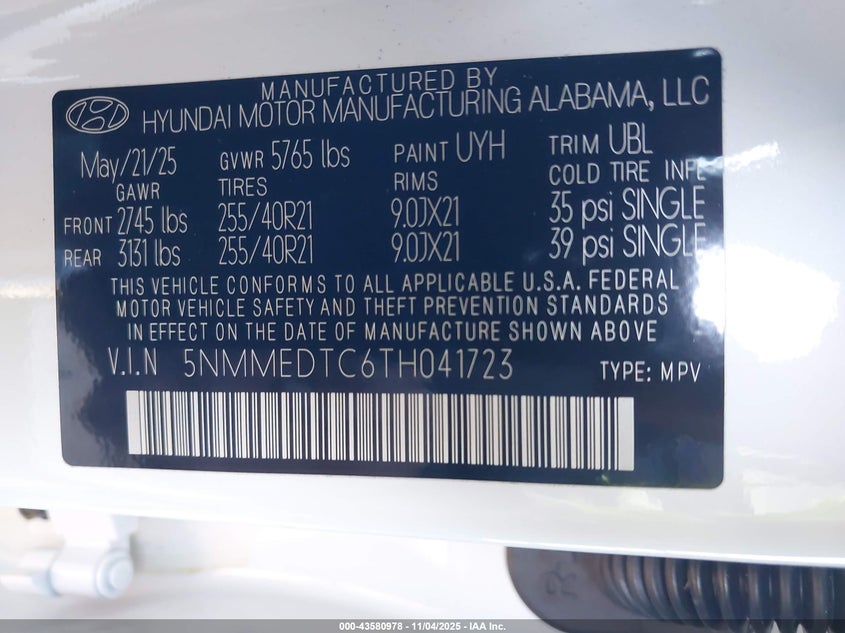 MANUFACTURED BY
HYUNDAI MOTOR MANUFACTURING ALABAMA, LLC
May/21/25 GVWR 5765 lbs PAINT UYH TRIM UBL
GAWR TIRES RIMS COLD TIRE INFL
FRONT 2745 lbs 255/40R21 9.0JX21 35 psi SINGLE
REAR 3131 lbs 255/40R21 9.0JX21 39 psi SINGLE
THIS VEHICLE CONFORMS TO ALL APPLICABLE U.S.A. FEDERAL
MOTOR VEHICLE SAFETY AND THEFT PREVENTION STANDARDS
IN EFFECT ON THE DATE OF MANUFACTURE SHOWN ABOVE
V.I.N 5NMMEDTC6TH041723 TYPE: MPV
000-43580978 - 11/04/2025 - IAA Inc.